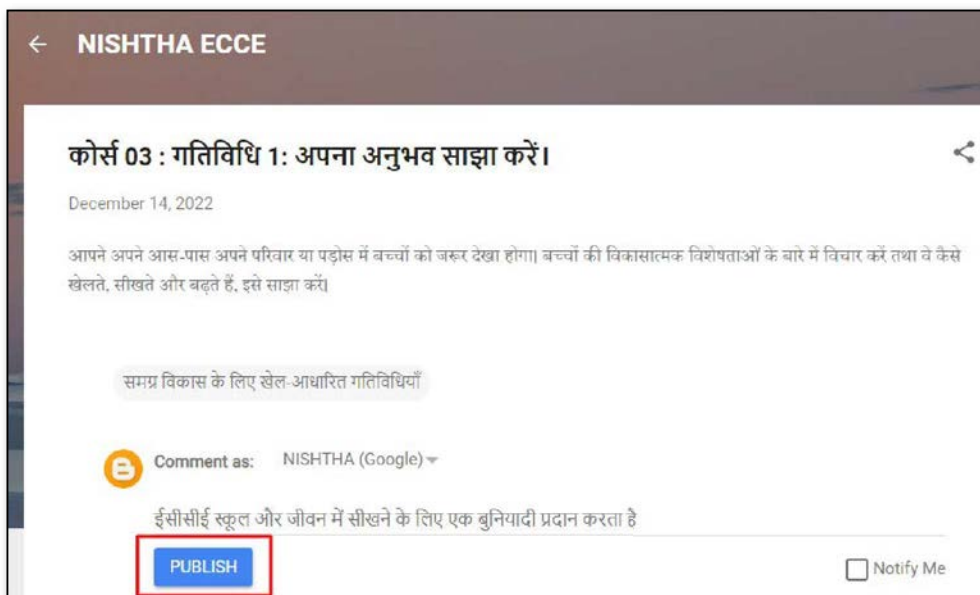 ← NISHTHA ECCE
कोर्स 03 : गतिविधि 1: अपना अनुभव साझा करें।
December 14, 2022
आपने अपने आस-पास अपने परिवार या पड़ोस में बच्चों को जरूर देखा होगा| बच्चों की विकासात्मक विशेषताओं के बारे में विचार करें तथा वे कैसे
खेलते, सीखते और बढ़ते हैं, इसे साझा करें|
समग्र विकास के लिए खेल-आधारित गतिविधियाँ
Comment as: NISHTHA (Google)
ईसीसीई स्कूल और जीवन में सीखने के लिए एक बुनियादी प्रदान करता है
PUBLISH
Notify Me